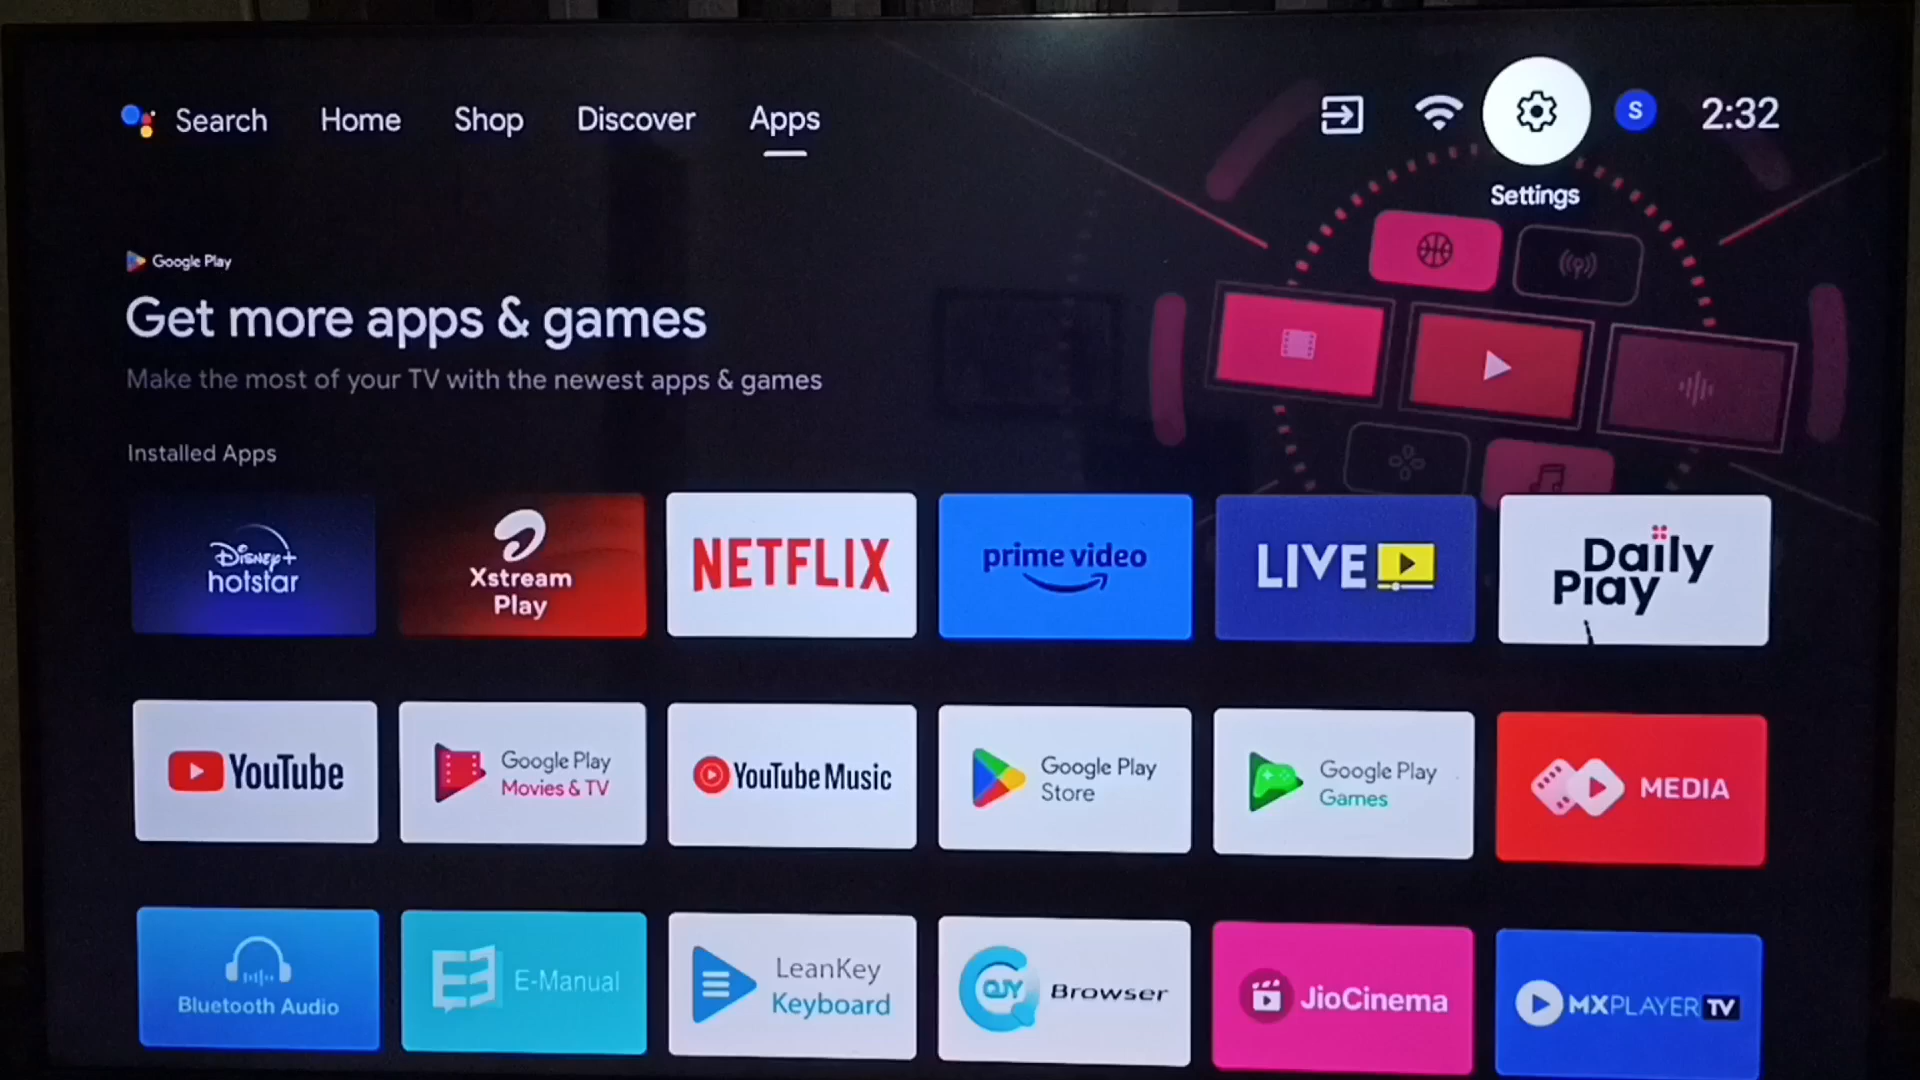 Search Home Shop Discover Apps S 2:32
Settings
Google Play
Get more apps & games
Make the most of your TV with the newest apps & games
Installed Apps
Disney+
hotstar
Xstream
Play
NETFLIX
prime video
LIVE
Daily
Play
YouTube
Google Play
Movies & TV
YouTube Music
Google Play
Store
Google Play
Games
MEDIA
Bluetooth Audio
E-Manual
LeanKey
Keyboard
QJY Browser
JioCinema
MXPLAYER TV